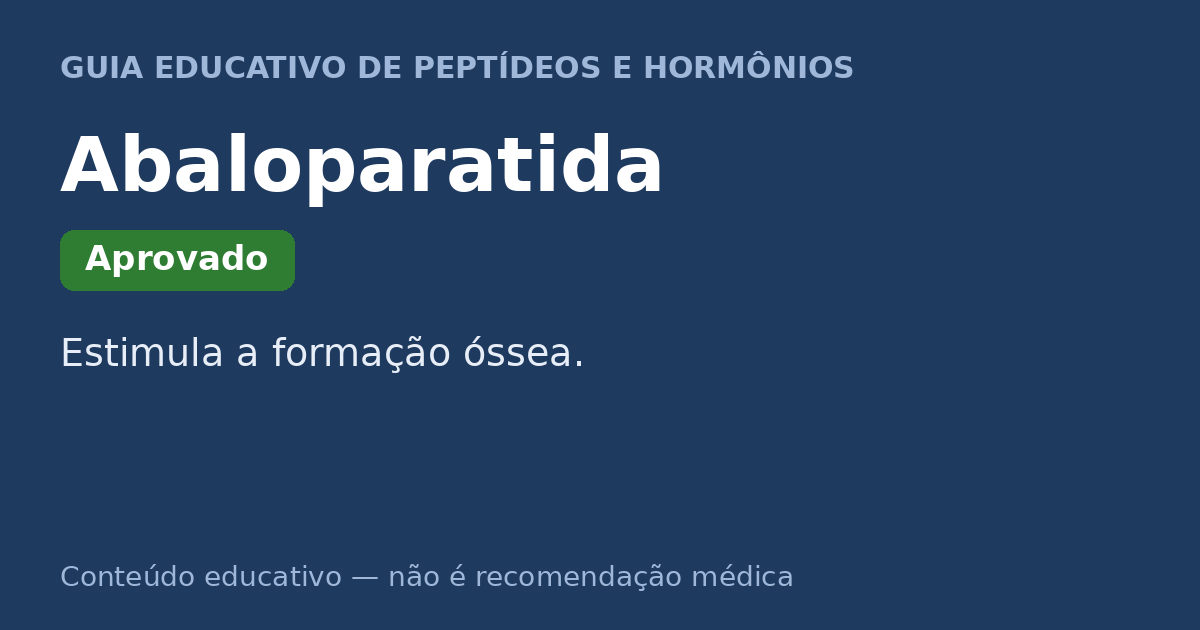 GUIA EDUCATIVO DE PEPTÍDEOS E HORMÔNIOS
Abaloparatida
Aprovado
Estimula a formação óssea.
Conteúdo educativo — não é recomendação médica